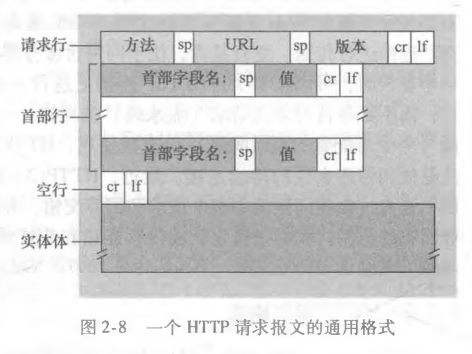 请求行 方法 sp URL sp 版本 cr lf
首部字段名: sp 值 cr lf
首部行
首部字段名: sp 值 cr lf
空行 cr lf
实体体
图 2-8 一个 HTTP 请求报文的通用格式